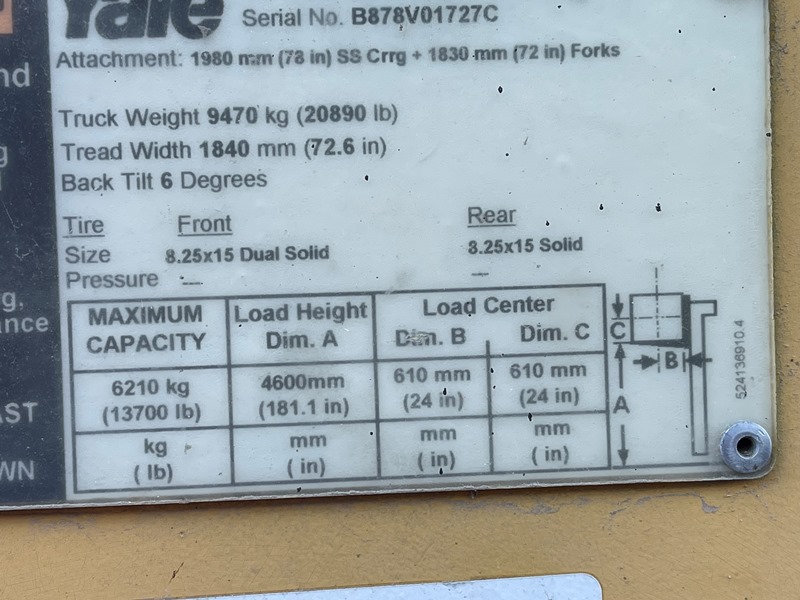 Yale Serial No. B878V01727C
nd
Attachment: 1980 mm (78 in) SS Crrg + 1830 mm (72 in) Forks
Truck Weight 9470 kg (20890 lb)
Tread Width 1840 mm (72.6 in)
Back Tilt 6 Degrees
Tire Front Rear
Size 8.25x15 Dual Solid 8.25x15 Solid
Pressure — —
g,
ance
MAXIMUM CAPACITY Load Height Dim. A Load Center Dim. B Dim. C
6210 kg (13700 lb) 4600mm (181.1 in) 610 mm (24 in) 610 mm (24 in)
kg ( lb) mm ( in) mm ( in) mm ( in)
AST
WN
C
B
A
524136910.4